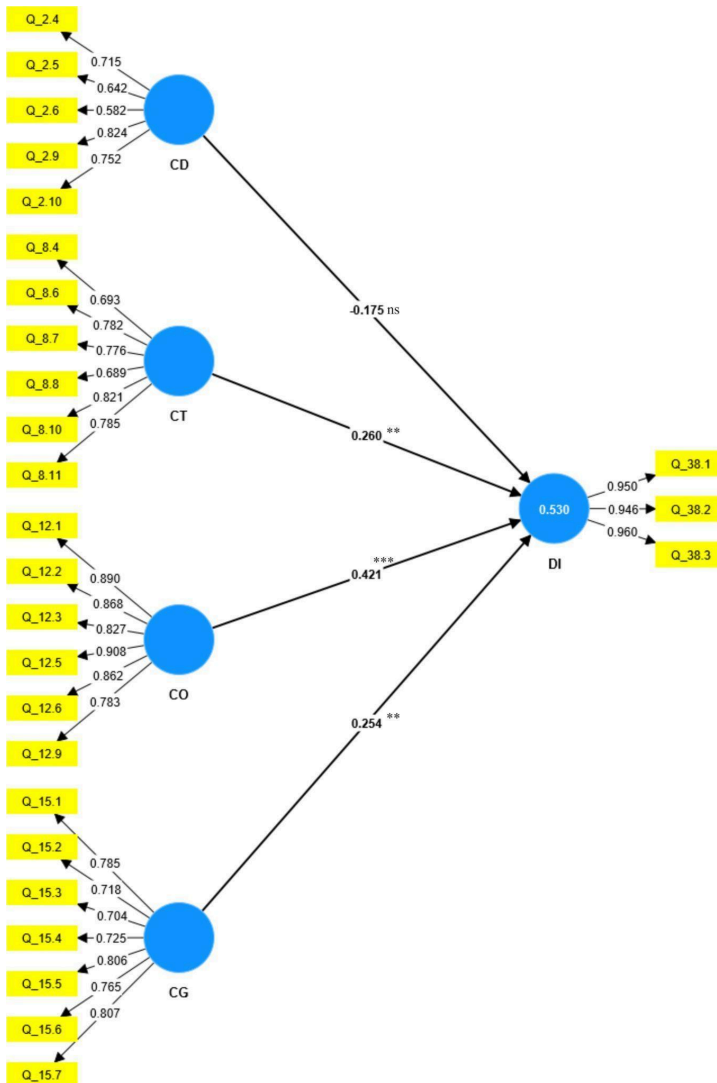 Q_2.4
0.715
Q_2.5
0.642
Q_2.6
0.582
Q_2.9
0.824
Q_2.10
0.752
CD
Q_8.4
0.693
Q_8.6
0.782
Q_8.7
0.776
Q_8.8
0.689
Q_8.10
0.821
Q_8.11
0.785
CT
Q_12.1
0.890
Q_12.2
0.868
Q_12.3
0.827
Q_12.5
0.908
Q_12.6
0.862
Q_12.9
0.783
CO
Q_15.1
0.785
Q_15.2
0.718
Q_15.3
0.704
Q_15.4
0.725
Q_15.5
0.806
Q_15.6
0.765
Q_15.7
0.807
CG
-0.175 ns
0.260 **
***
0.421
0.254 **
0.530
DI
0.950
Q_38.1
0.946
Q_38.2
0.960
Q_38.3